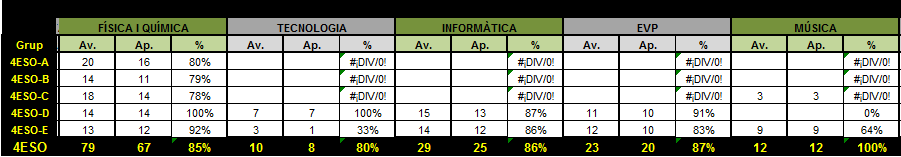 FÍSICA I QUÍMICA TECNOLOGIA INFORMÀTICA EVP MÚSICA
Grup Av. Ap. % Av. Ap. % Av. Ap. % Av. Ap. % Av. Ap. %
4ESO-A 20 16 80% #¡DIV/0! #¡DIV/0! #¡DIV/0! #¡DIV/0!
4ESO-B 14 11 79% #¡DIV/0! #¡DIV/0! #¡DIV/0! #¡DIV/0!
4ESO-C 18 14 78% #¡DIV/0! #¡DIV/0! #¡DIV/0! 3 3 #¡DIV/0!
4ESO-D 14 14 100% 7 7 100% 15 13 87% 11 10 91% 0%
4ESO-E 13 12 92% 3 1 33% 14 12 86% 12 10 83% 9 9 64%
4ESO 79 67 85% 10 8 80% 29 25 86% 23 20 87% 12 12 100%